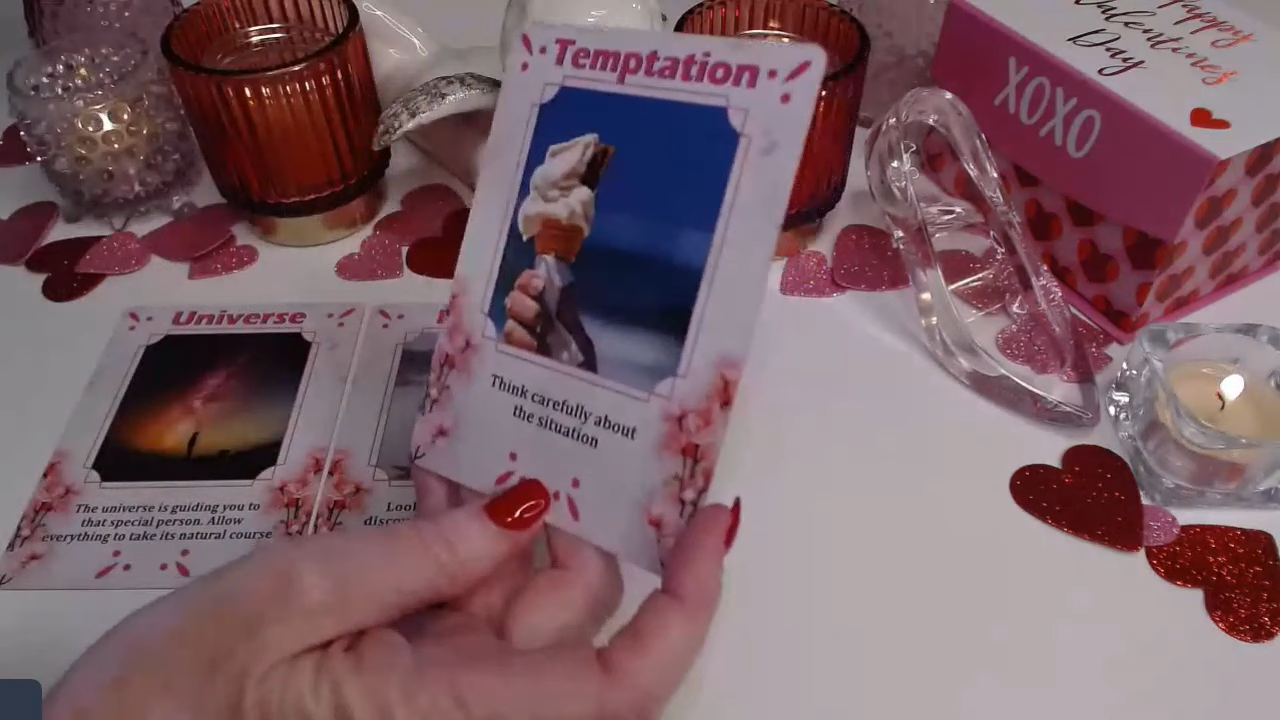 Temptation
Think carefully about
the situation
Happy
Valentines
Day
XOXO
Universe
The universe is guiding you to
that special person. Allow
everything to take its natural course